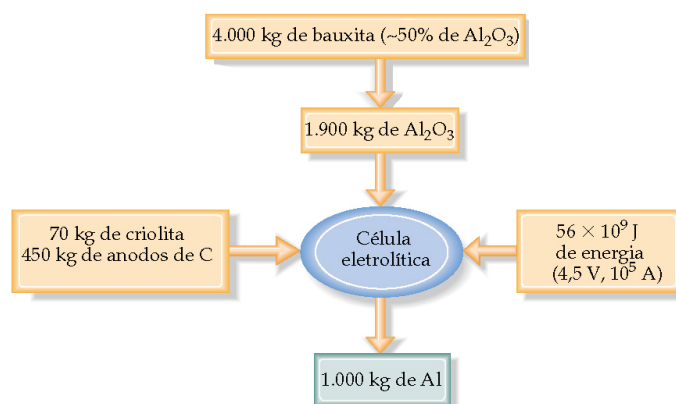 4.000 kg de bauxita (~50% de Al₂O₃)
1.900 kg de Al₂O₃
70 kg de criolita
450 kg de anodos de C
Célula
eletrolítica
56 × 10⁹ J
de energia
(4,5 V, 10⁵ A)
1.000 kg de Al